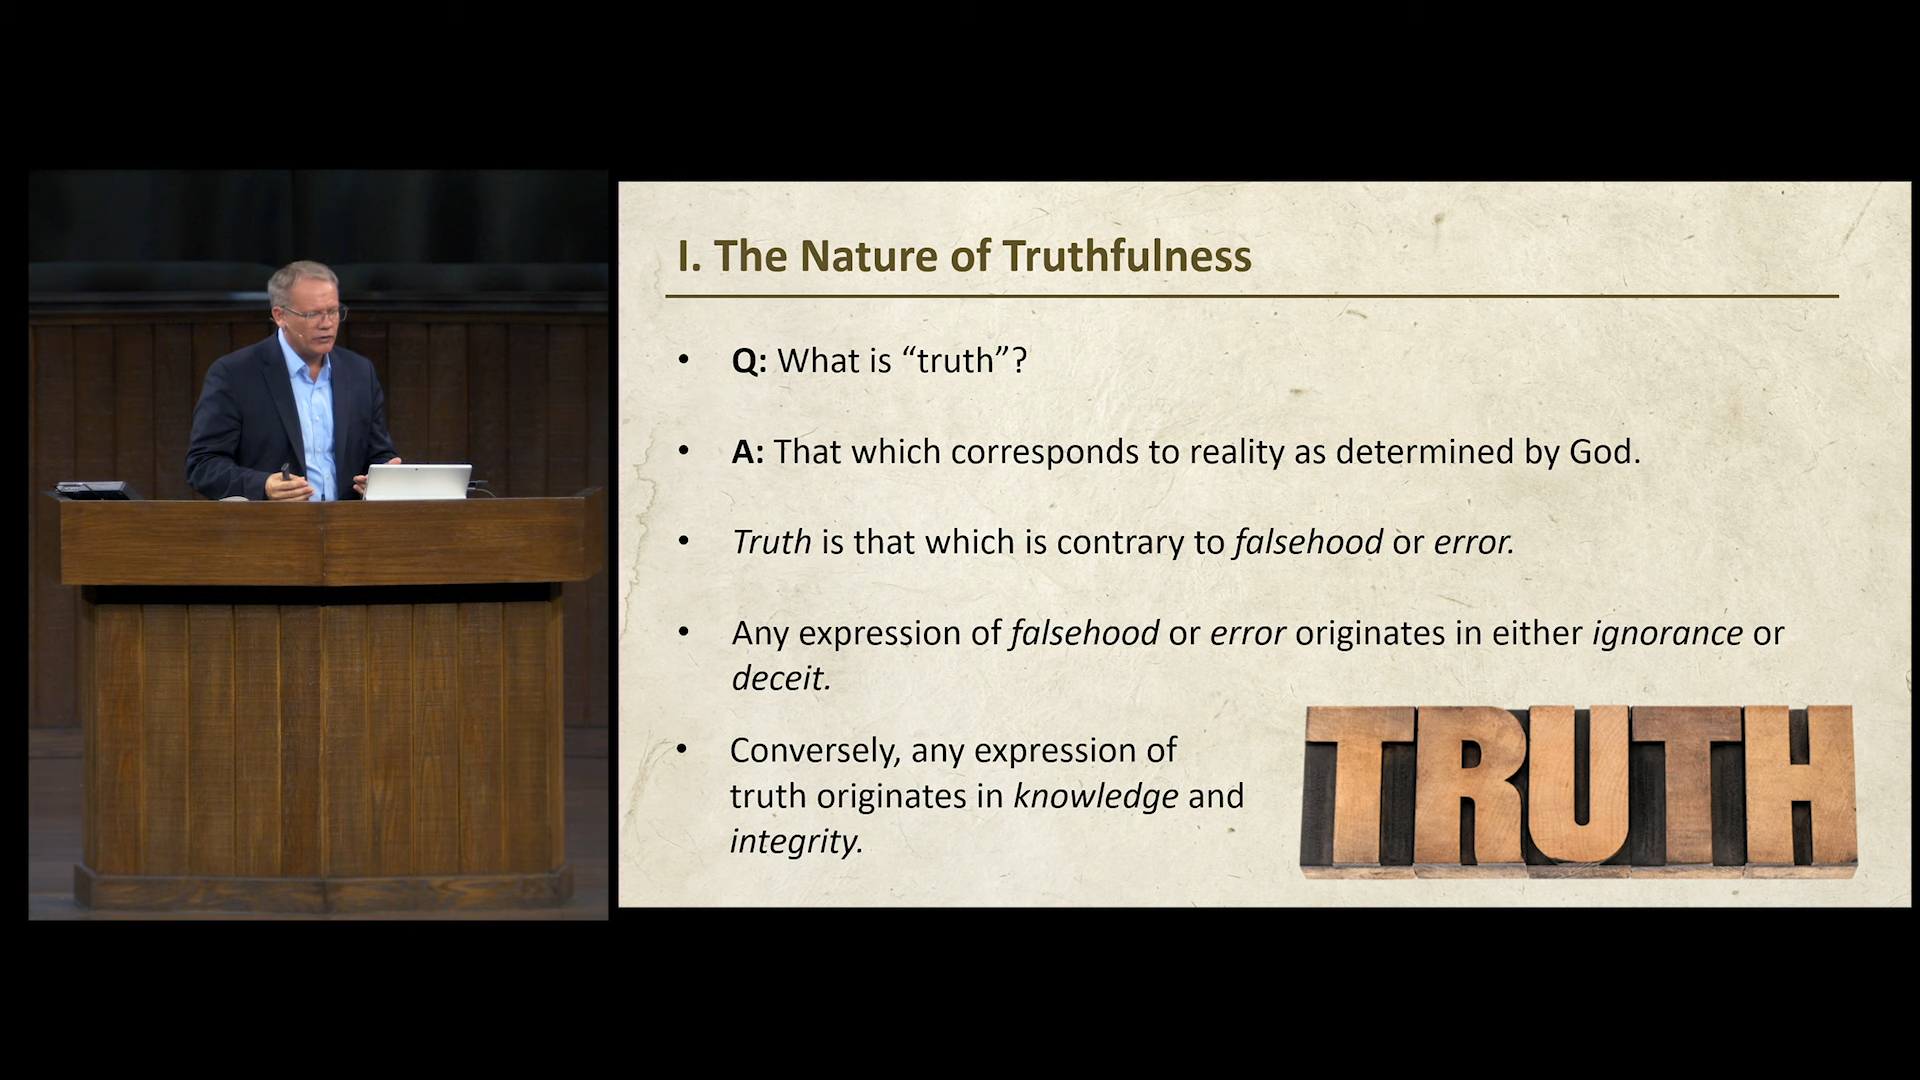 I. The Nature of Truthfulness
• Q: What is “truth”?
• A: That which corresponds to reality as determined by God.
• Truth is that which is contrary to falsehood or error.
• Any expression of falsehood or error originates in either ignorance or
deceit.
• Conversely, any expression of
truth originates in knowledge and
integrity.
TRUTH